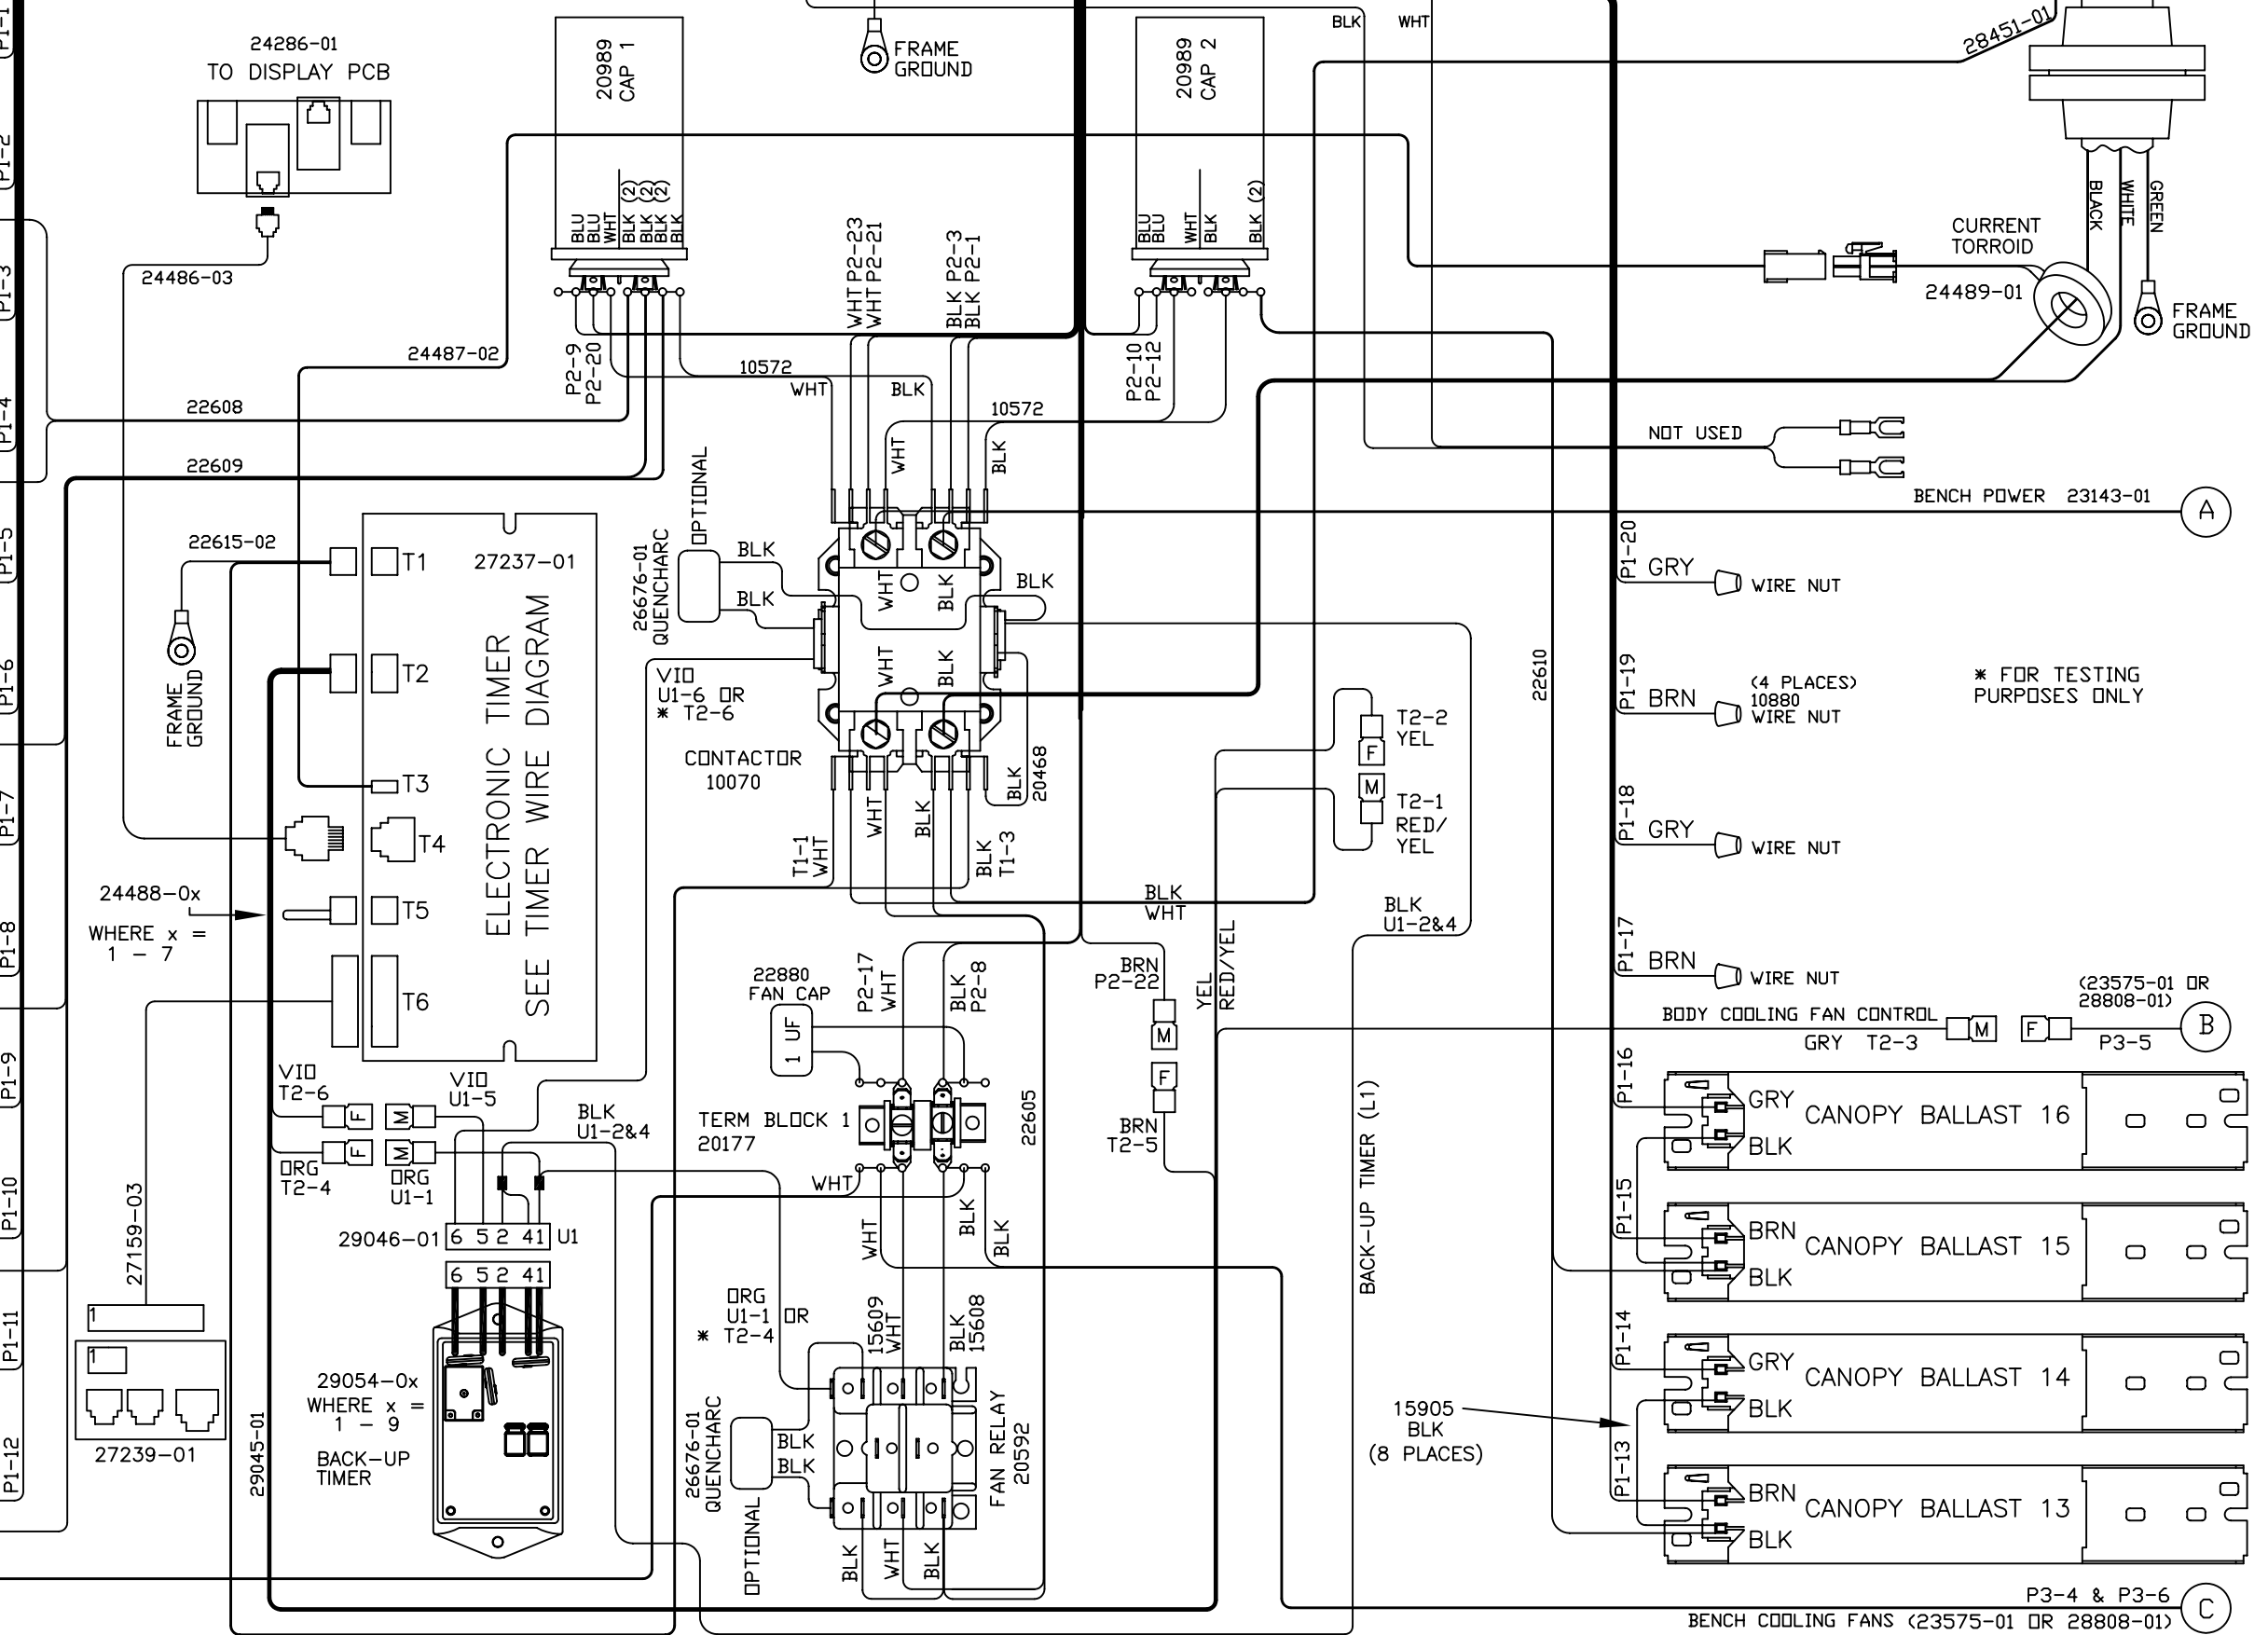 P1-1
P1-2
P1-3
P1-4
P1-5
P1-6
P1-7
P1-8
P1-9
P1-10
P1-11
P1-12
24286-01
TO DISPLAY PCB
24486-03
24487-02
22608
22609
20989
CAP 1
BLU
BLU
WHT
BLK (2)
BLK (2)
BLK (2)
BLK
P2-9
P2-20
10572
WHT
BLK
FRAME
GROUND
WHT P2-23
WHT P2-21
BLK P2-3
BLK P2-1
20989
CAP 2
BLU
BLU
WHT
BLK
BLK (2)
P2-10
P2-12
10572
WHT
BLK
BLK
WHT
28451-01
BLACK
WHITE
GREEN
CURRENT
TORROID
24489-01
FRAME
GROUND
NOT USED
BENCH POWER 23143-01
A
22615-02
FRAME
GROUND
T1
T2
T3
T4
T5
T6
27237-01
ELECTRONIC TIMER
SEE TIMER WIRE DIAGRAM
24488-0x
WHERE x =
1 - 7
OPTIONAL
26676-01
QUENCHARC
BLK
BLK
WHT
BLK
BLK
WHT
BLK
VIO
U1-6 OR
* T2-6
CONTACTOR
10070
T1-1
WHT
WHT
BLK
BLK
T1-3
BLK
20468
T2-2
YEL
F
M
T2-1
RED/
YEL
BLK
WHT
BLK
U1-2&4
22610
P1-20
GRY
WIRE NUT
P1-19
BRN
(4 PLACES)
10880
WIRE NUT
* FOR TESTING
PURPOSES ONLY
P1-18
GRY
WIRE NUT
P1-17
BRN
WIRE NUT
(23575-01 OR
28808-01)
BODY COOLING FAN CONTROL
GRY T2-3
M
F
P3-5
B
22880
FAN CAP
1 UF
P2-17
WHT
BLK
P2-8
BRN
P2-22
M
F
BRN
T2-5
YEL
RED/YEL
22605
TERM BLOCK 1
20177
WHT
WHT
BLK
BLK
BACK-UP TIMER (L1)
VIO
T2-6
F
M
VIO
U1-5
BLK
U1-2&4
ORG
T2-4
F
M
ORG
U1-1
29046-01
6 5 2 41
U1
6 5 2 41
27159-03
1
1
27239-01
29045-01
29054-0x
WHERE x =
1 - 9
BACK-UP
TIMER
ORG
U1-1 OR
* T2-4
15609
WHT
BLK
15608
26676-01
QUENCHARC
OPTIONAL
BLK
BLK
FAN RELAY
20592
BLK
WHT
BLK
P1-16
GRY
BLK
CANOPY BALLAST 16
P1-15
BRN
BLK
CANOPY BALLAST 15
P1-14
GRY
BLK
CANOPY BALLAST 14
15905
BLK
(8 PLACES)
P1-13
BRN
BLK
CANOPY BALLAST 13
P3-4 & P3-6
C
BENCH COOLING FANS (23575-01 OR 28808-01)